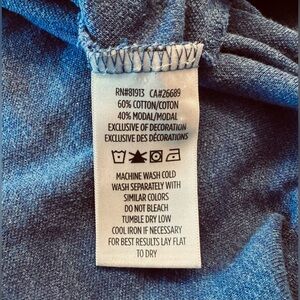 RN#81913 CA#26689
60% COTTON/COTON
40% MODAL/MODAL
EXCLUSIVE OF DECORATION
EXCLUSIVE DES DÉCORATIONS
MACHINE WASH COLD
WASH SEPARATELY WITH
SIMILAR COLORS
DO NOT BLEACH
TUMBLE DRY LOW
COOL IRON IF NECESSARY
FOR BEST RESULTS LAY FLAT
TO DRY